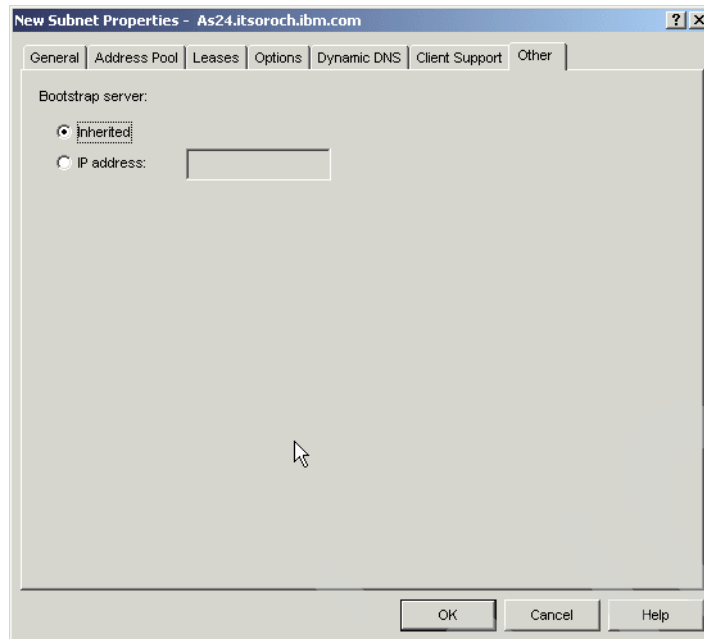 New Subnet Properties - As24.itsoroch.ibm.com
General Address Pool Leases Options Dynamic DNS Client Support Other
Bootstrap server:
Inherited
IP address:
OK Cancel Help